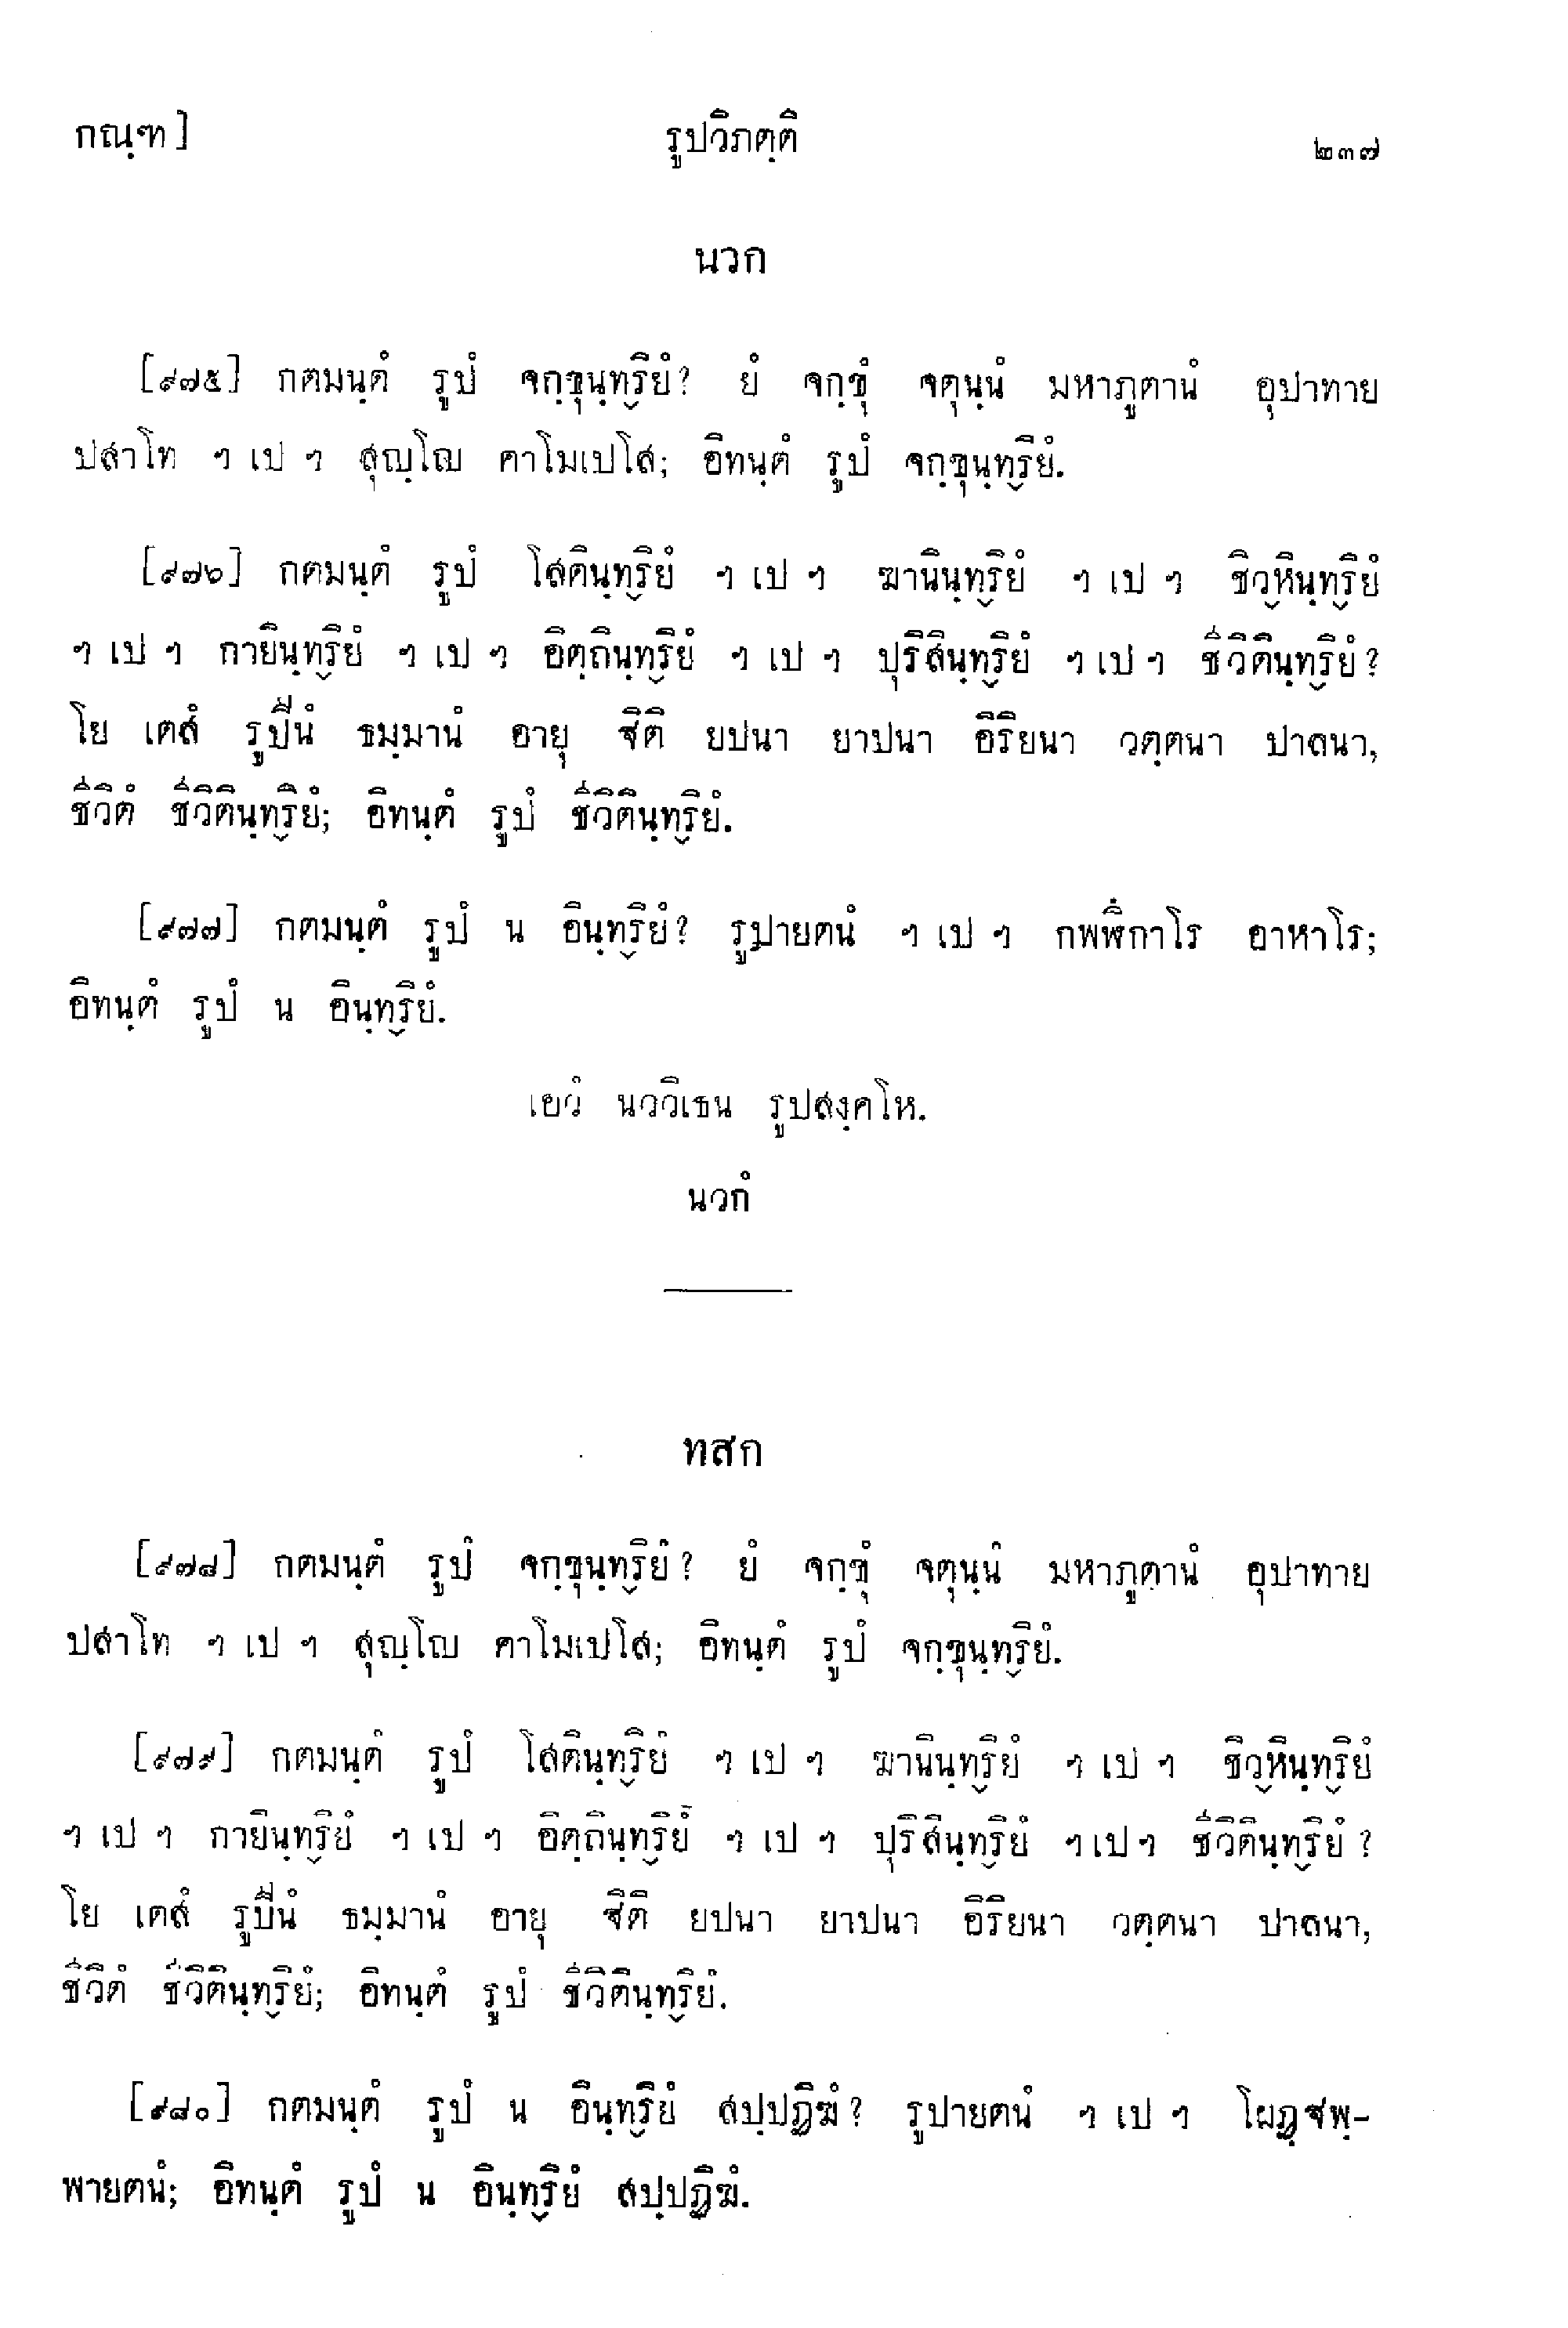 กณฺฑ]	รูปวิภตฺติ	๒๓๗
นวก
[๙๗๕] กตมนฺตํ รูปํ จกฺขุนฺทฺริยํ? ยํ จกฺขุํ จตุนฺนํ มหาภูตานํ อุปาทาย
ปสาโท ฯ เป ฯ สุญฺโญ คาโมเปโส; อิทนฺตํ รูปํ จกฺขุนฺทฺริยํ.
[๙๗๖] กตมนฺตํ รูปํ โสตินฺทฺริยํ ฯ เป ฯ ฆานินฺทฺริยํ ฯ เป ฯ ชิวฺหินฺทฺริยํ
ฯ เป ฯ กายินฺทฺริยํ ฯ เป ฯ อิตฺถินฺทฺริยํ ฯ เป ฯ ปุริสินฺทฺริยํ ฯ เป ฯ ชีวิตินฺทฺริยํ?
โย เตสํ รูปีนํ ธมฺมานํ อายุ ฐิติ ยปนา ยาปนา อิริยนา วตฺตนา ปาลนา,
ชีวิตํ ชีวิตินฺทฺริยํ; อิทนฺตํ รูปํ ชีวิตินฺทฺริยํ.
[๙๗๗] กตมนฺตํ รูปํ น อินฺทฺริยํ? รูปายตนํ ฯ เป ฯ กพฬิํกาโร อาหาโร;
อิทนฺตํ รูปํ น อินฺทฺริยํ.
เอวํ นววิเธน รูปสงฺคโห.
นวกํ
ทสก
[๙๗๘] กตมนฺตํ รูปํ จกฺขุนฺทฺริยํ? ยํ จกฺขุํ จตุนฺนํ มหาภูตานํ อุปาทาย
ปสาโท ฯ เป ฯ สุญฺโญ คาโมเปโส; อิทนฺตํ รูปํ จกฺขุนฺทฺริยํ.
[๙๗๙] กตมนฺตํ รูปํ โสตินฺทฺริยํ ฯ เป ฯ ฆานินฺทฺริยํ ฯ เป ฯ ชิวฺหินฺทฺริยํ
ฯ เป ฯ กายินฺทฺริยํ ฯ เป ฯ อิตฺถินฺทฺริยํ ฯ เป ฯ ปุริสินฺทฺริยํ ฯ เป ฯ ชีวิตินฺทฺริยํ?
โย เตสํ รูปีนํ ธมฺมานํ อายุ ฐิติ ยปนา ยาปนา อิริยนา วตฺตนา ปาลนา,
ชีวิตํ ชีวิตินฺทฺริยํ; อิทนฺตํ รูปํ ชีวิตินฺทฺริยํ.
[๙๘๐] กตมนฺตํ รูปํ น อินฺทฺริยํ สปฺปฏิฆํ? รูปายตนํ ฯ เป ฯ โผฏฺฐพฺ-
พายตนํ; อิทนฺตํ รูปํ น อินฺทฺริยํ สปฺปฏิฆํ.